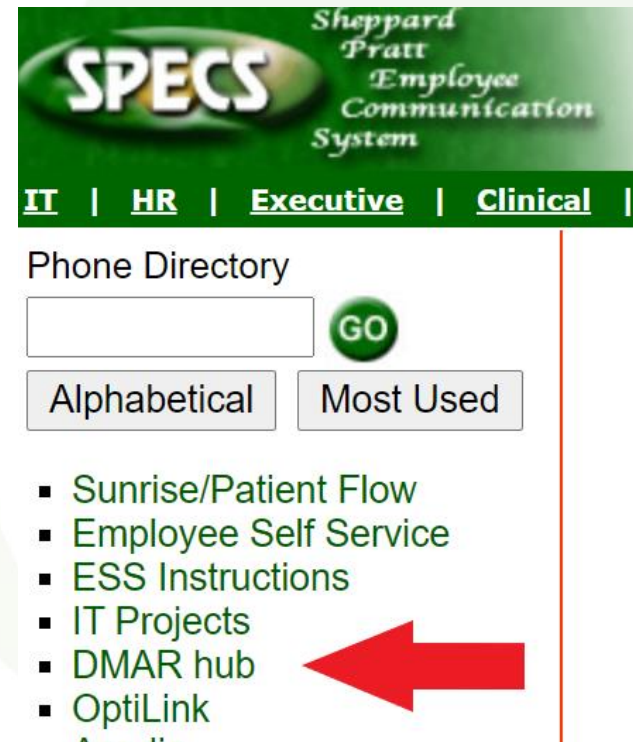 SPECS
Sheppard
Pratt
Employee
Communication
System
IT | HR | Executive | Clinical |
Phone Directory
GO
Alphabetical Most Used
Sunrise/Patient Flow
Employee Self Service
ESS Instructions
IT Projects
DMAR hub
OptiLink